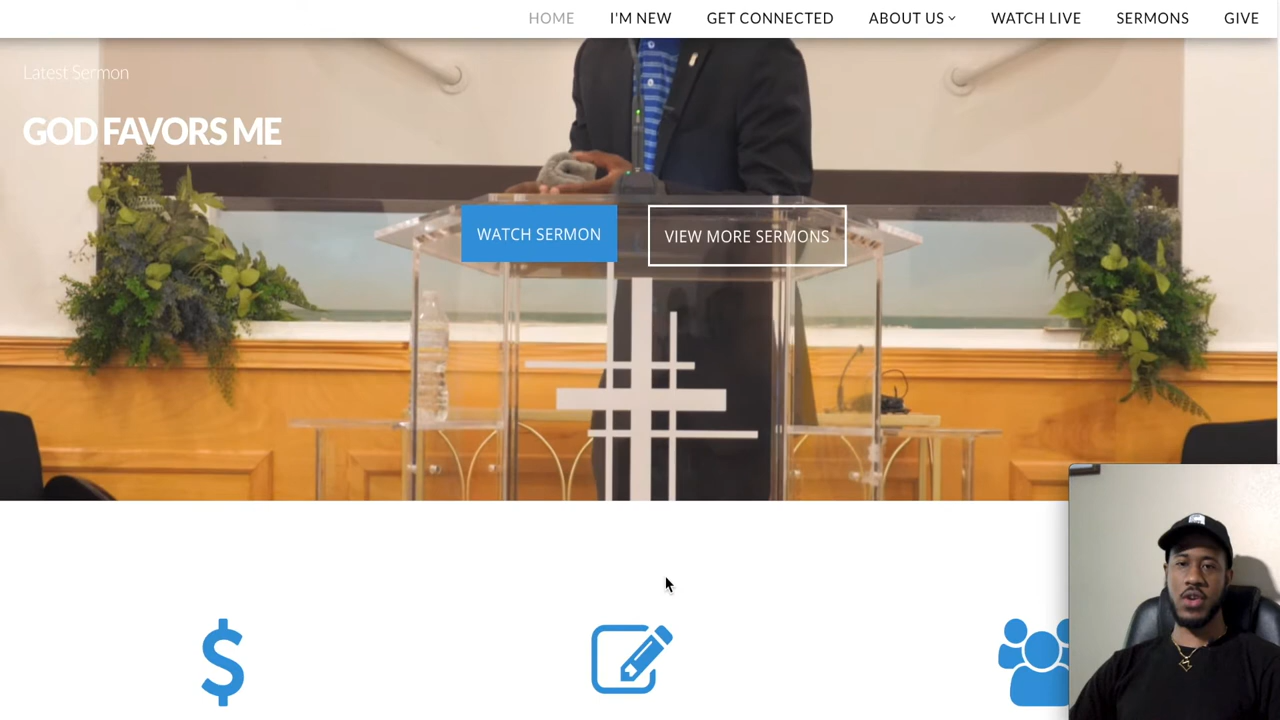 HOME I'M NEW GET CONNECTED ABOUT US WATCH LIVE SERMONS GIVE
Latest Sermon
GOD FAVORS ME
WATCH SERMON VIEW MORE SERMONS